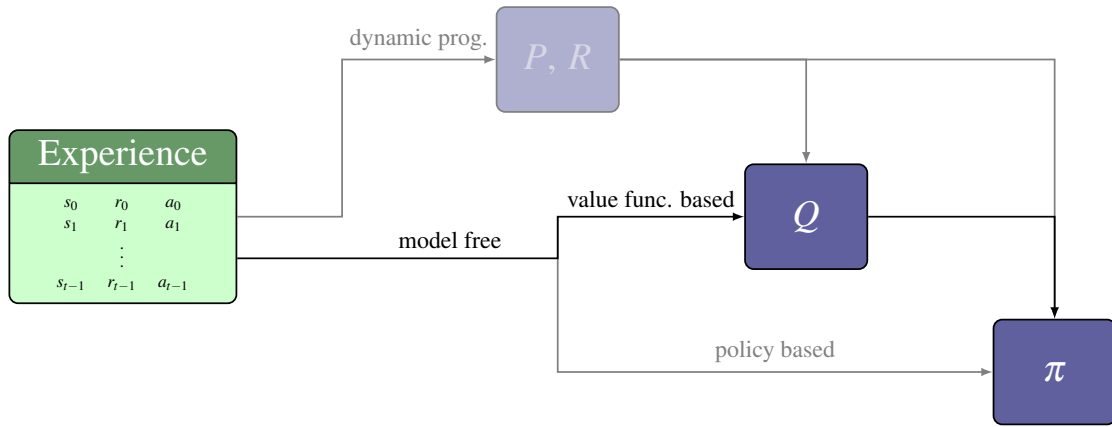 dynamic prog.
P, R
Experience
s₀ r₀ a₀
s₁ r₁ a₁
⋮
sₜ₋₁ rₜ₋₁ aₜ₋₁
value func. based
Q
model free
policy based
π